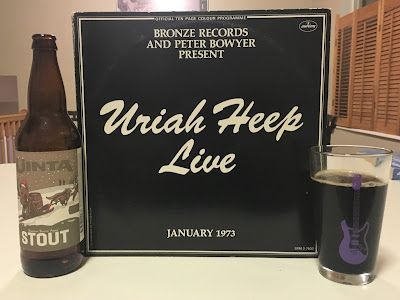 OFFICIAL TEN PAGE COLOUR PROGRAMME
BRONZE RECORDS
AND PETER BOWYER
PRESENT
Uriah Heep
Live
JANUARY 1973
UINTA
STOUT